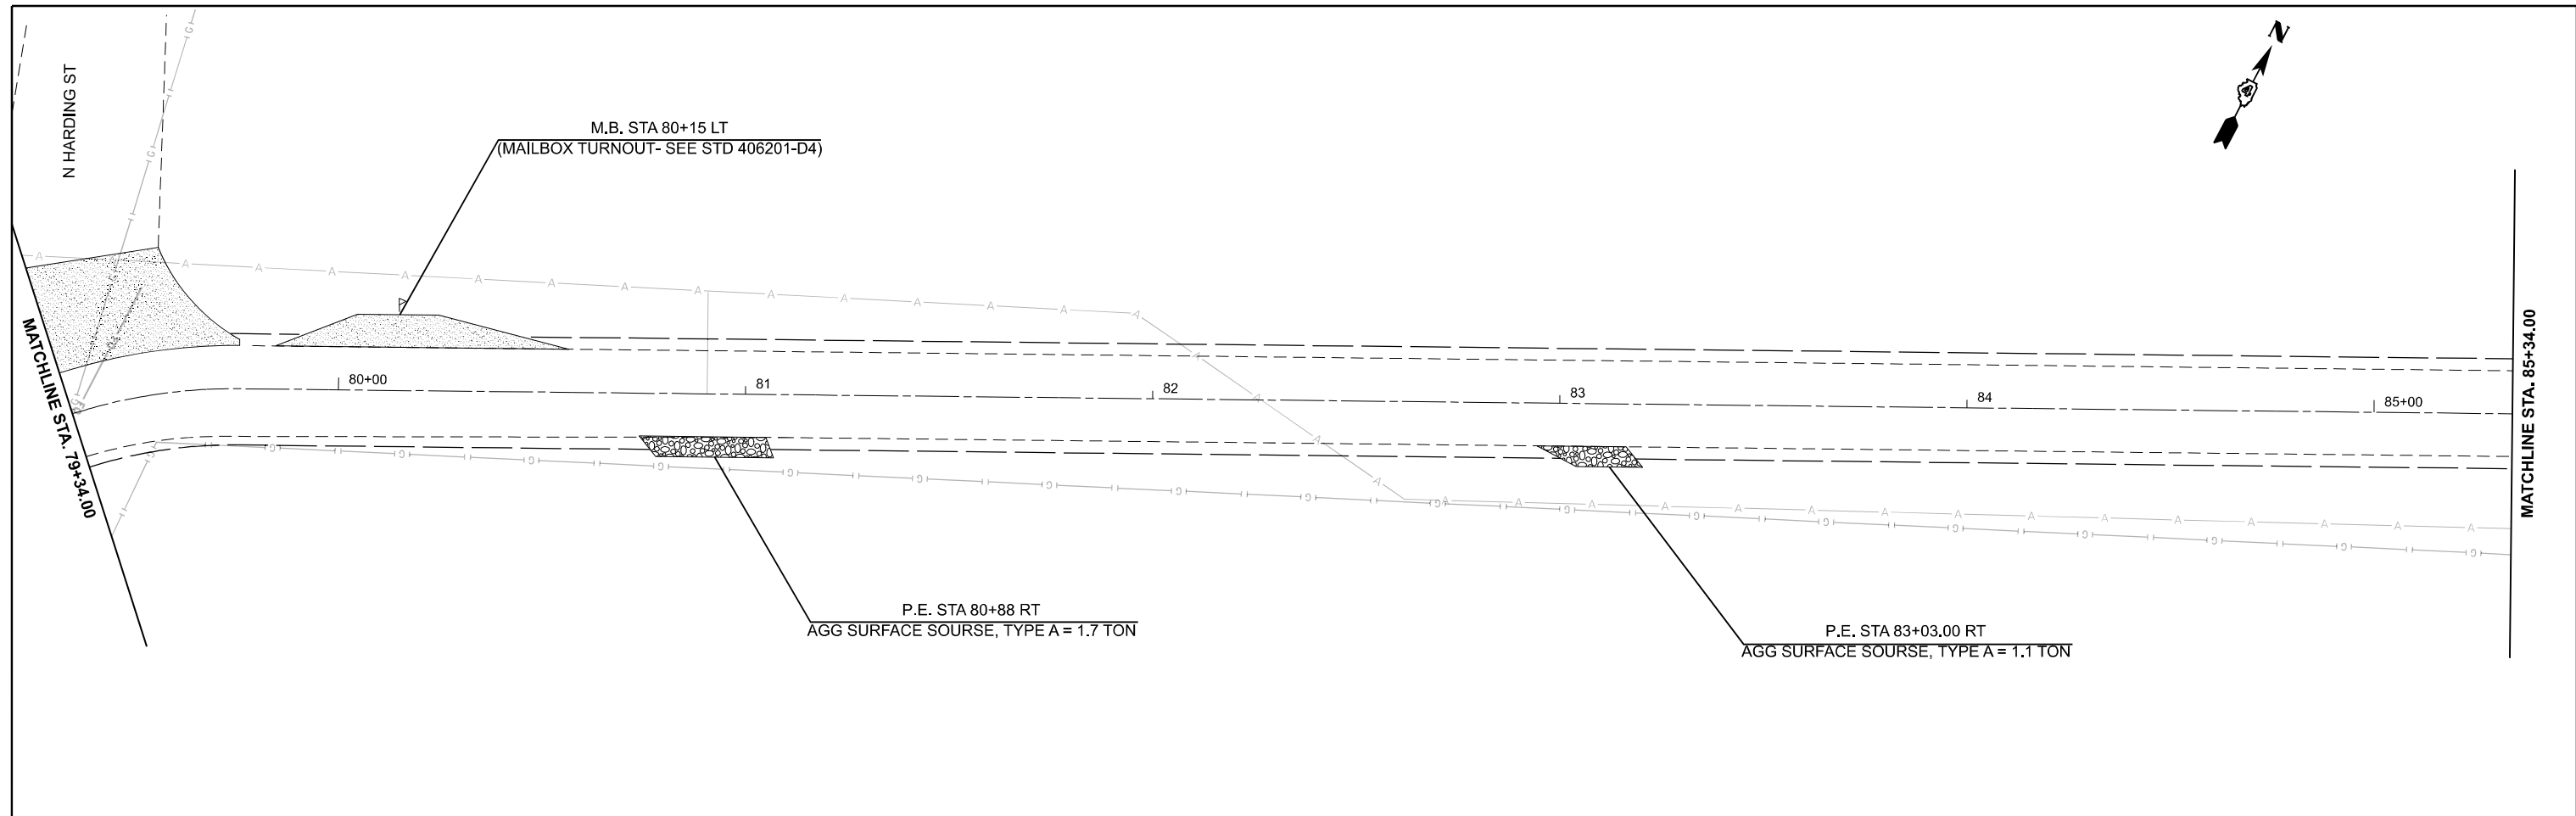 N HARDING ST
N
4
M.B. STA 80+15 LT
(MAILBOX TURNOUT- SEE STD 406201-D4)
MATCHLINE STA. 79+34.00
80+00
81
82
83
84
85+00
MATCHLINE STA. 85+34.00
P.E. STA 80+88 RT
AGG SURFACE SOURSE, TYPE A = 1.7 TON
P.E. STA 83+03.00 RT
AGG SURFACE SOURSE, TYPE A = 1.1 TON
A A A A A A A A A A A A A A A A A A A A A A A A A A A A A A A A A
G G G G G G G G G G G G G G G G G G